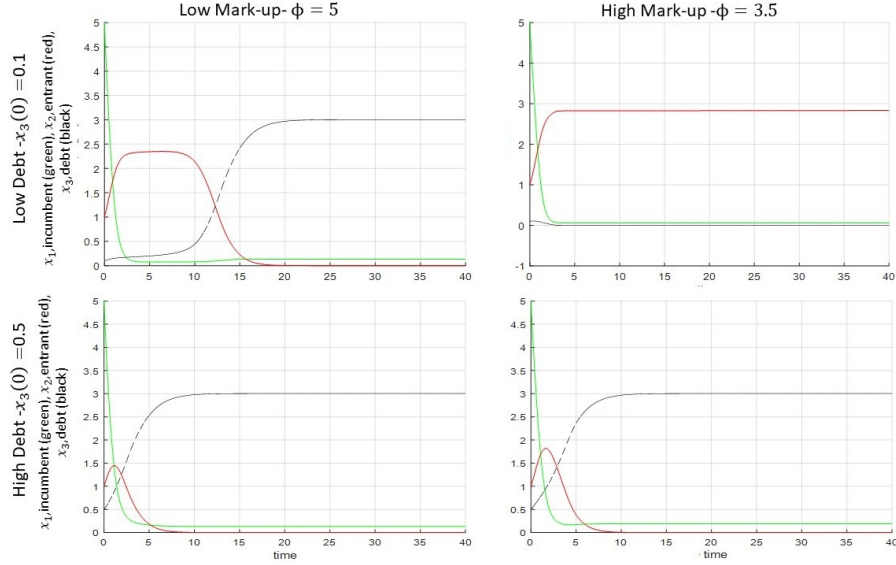 Low Mark-up- ϕ = 5
High Mark-up -ϕ = 3.5
Low Debt -x₃(0) =0.1
x₁,incumbent (green), x₂,entrant (red),
x₃,debt (black)
5
4.5
4
3.5
3
2.5
2
1.5
1
0.5
0
0 5 10 15 20 25 30 35 40
5
4
3
2
1
0
-1
0 5 10 15 20 25 30 35 40
High Debt -x₃(0) =0.5
x₁,incumbent (green), x₂,entrant (red),
x₃,debt (black)
5
4.5
4
3.5
3
2.5
2
1.5
1
0.5
0
0 5 10 15 20 25 30 35 40
time
5
4.5
4
3.5
3
2.5
2
1.5
1
0.5
0
0 5 10 15 20 25 30 35 40
time